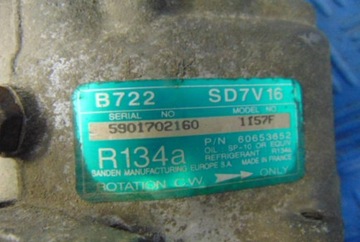 B722 SD7V16
SERIAL MODEL NO
5901702160 1157F
R134a P/N 60653652
OIL SP-10 OR EQUIV
REFRIGERANT R134a
SANDEN MANUFACTURING EUROPE S.A. MADE IN FRANCE
ROTATION C.W. ONLY